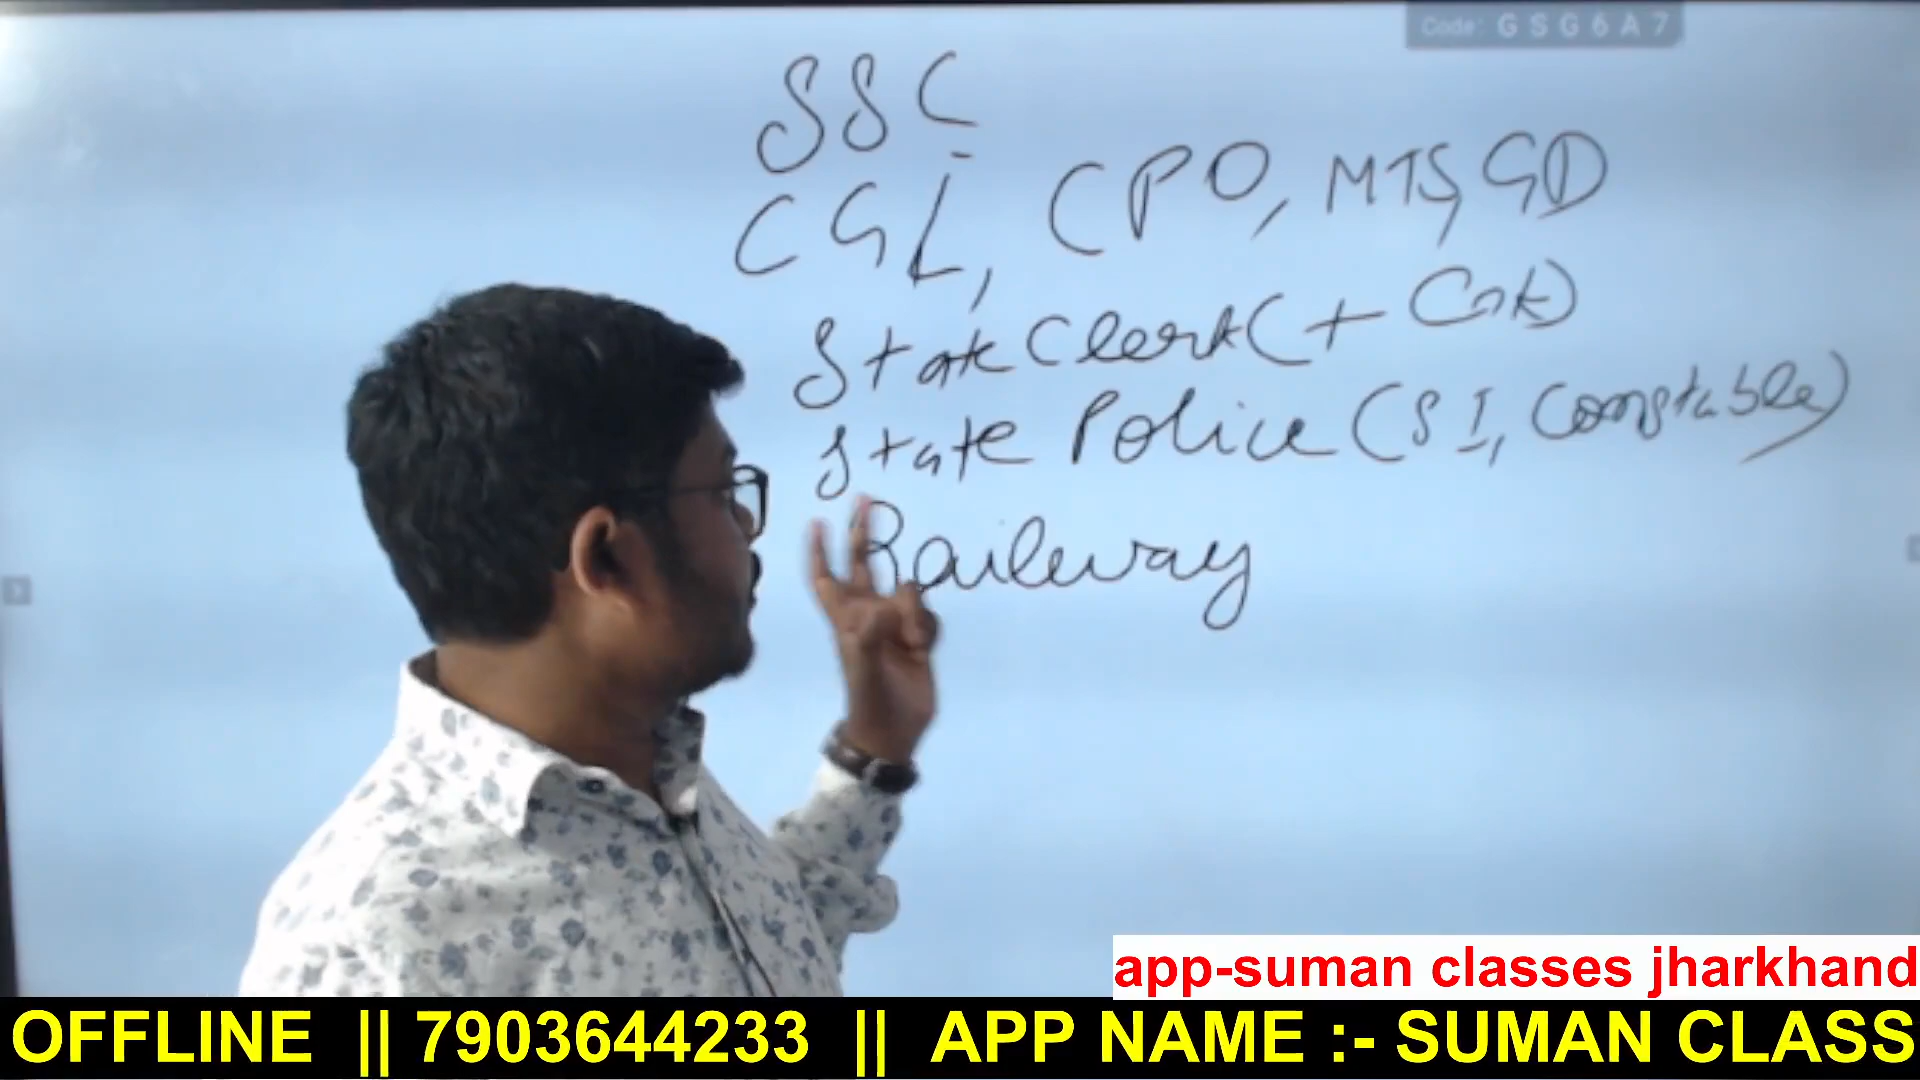 Code: GSG6A7
SSC
CGL, CPO, MTS, GD
State Clerk (+
State Police (SI, Constable)
Railway
app-suman classes jharkhand
OFFLINE || 7903644233 || APP NAME :- SUMAN CLASS